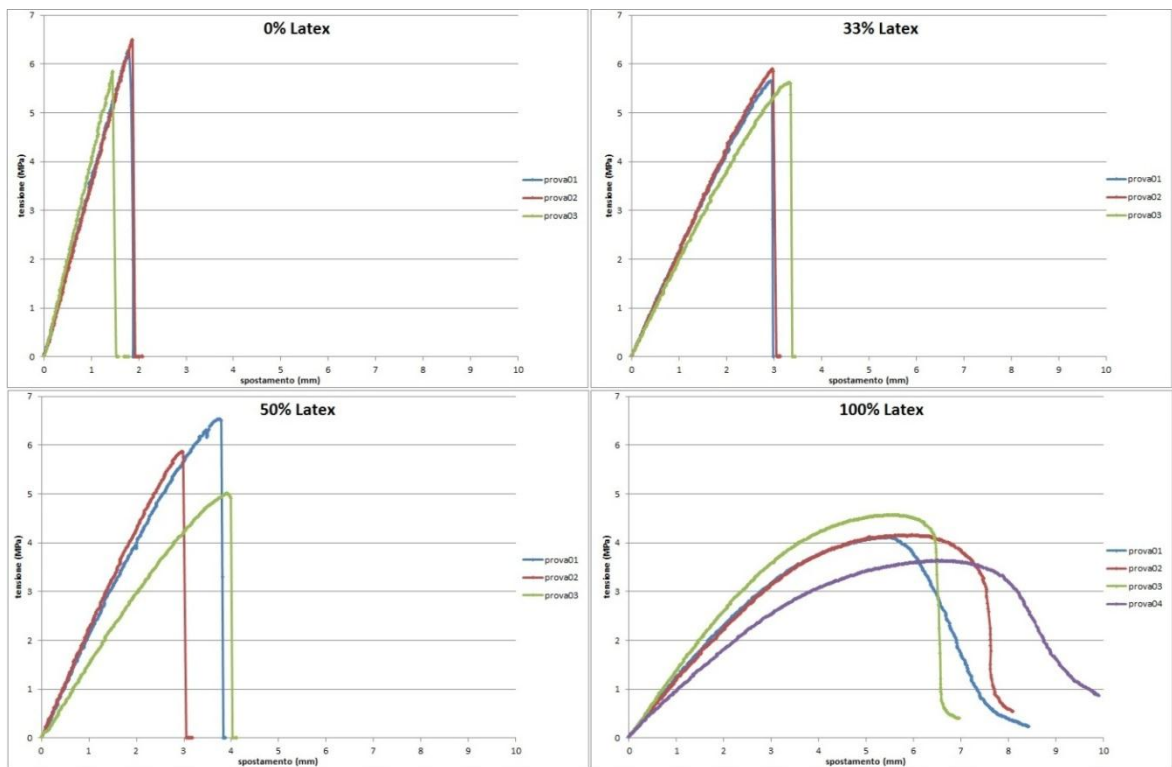 0% Latex
7
6
5
4
3
2
1
0
tensione (MPa)
0 1 2 3 4 5 6 7 8 9 10
spostamento (mm)
prova01
prova02
prova03
33% Latex
7
6
5
4
3
2
1
0
tensione (MPa)
0 1 2 3 4 5 6 7 8 9 10
spostamento (mm)
prova01
prova02
prova03
50% Latex
7
6
5
4
3
2
1
0
tensione (MPa)
0 1 2 3 4 5 6 7 8 9 10
spostamento (mm)
prova01
prova02
prova03
100% Latex
7
6
5
4
3
2
1
0
tensione (MPa)
0 1 2 3 4 5 6 7 8 9 10
spostamento (mm)
prova01
prova02
prova03
prova04